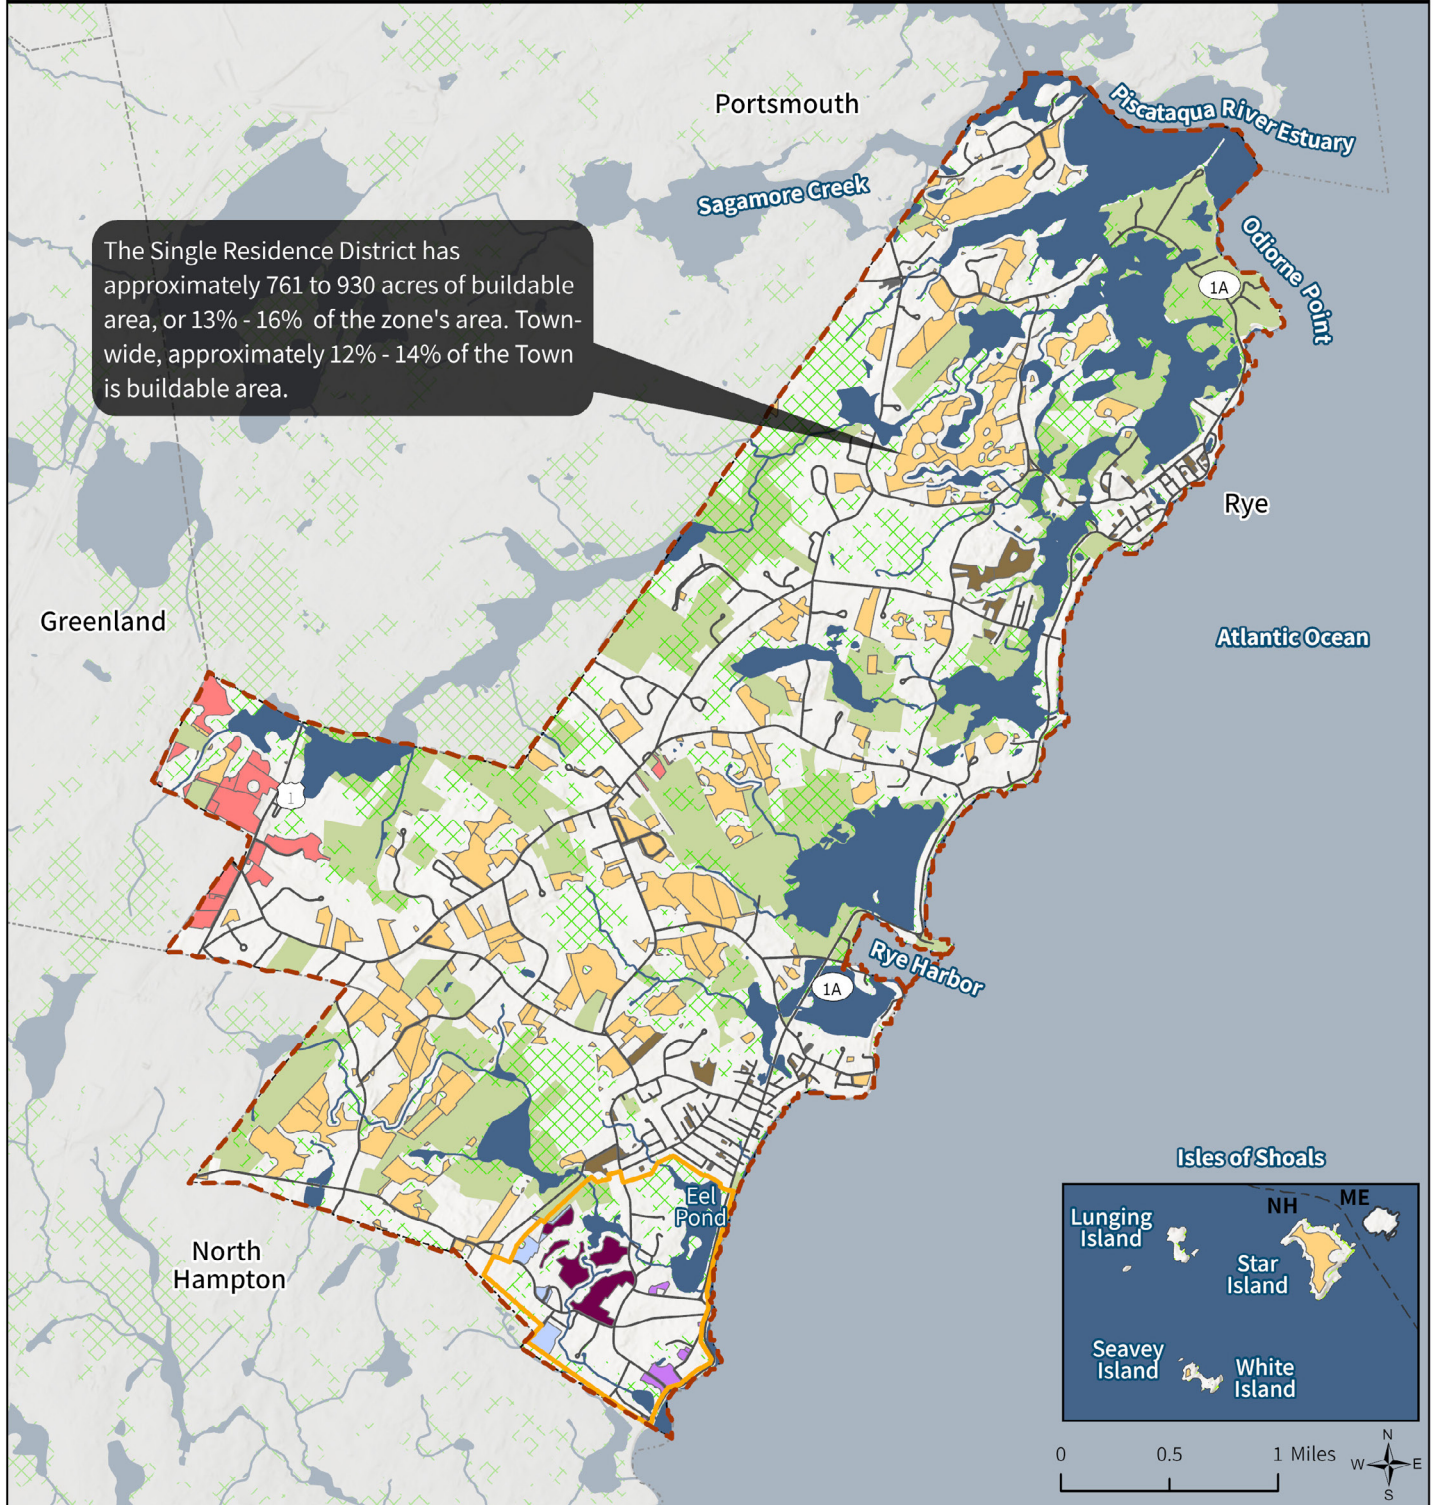 Portsmouth
Piscataqua River Estuary
Sagamore Creek
The Single Residence District has
approximately 761 to 930 acres of buildable
area, or 13% - 16% of the zone's area. Town-
wide, approximately 12% - 14% of the Town
is buildable area.
Odiorne Point
1A
Rye
Greenland
Atlantic Ocean
1
Rye Harbor
1A
Isles of Shoals
Eel
Pond
NH
ME
Lunging
Island
Star
Island
North
Hampton
Seavey
Island
White
Island
0 0.5 1 Miles
N
W E
S